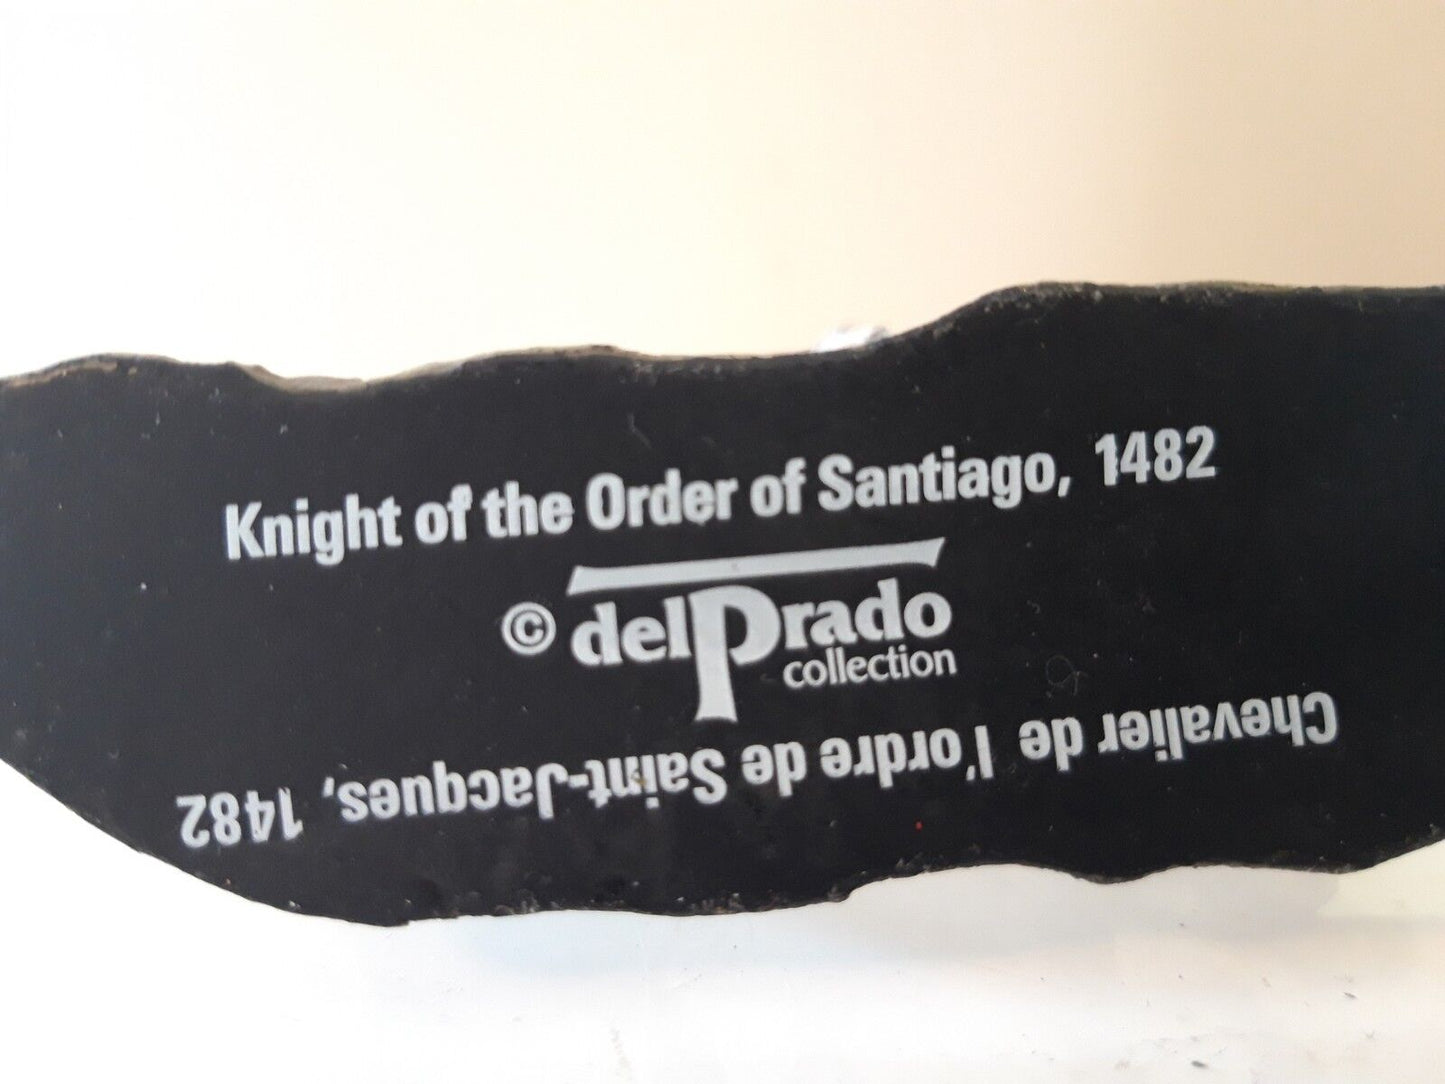 Knight of the Order of Santiago, 1482
© delPrado
collection
Chevalier de l'ordre de Saint-Jacques, 1482